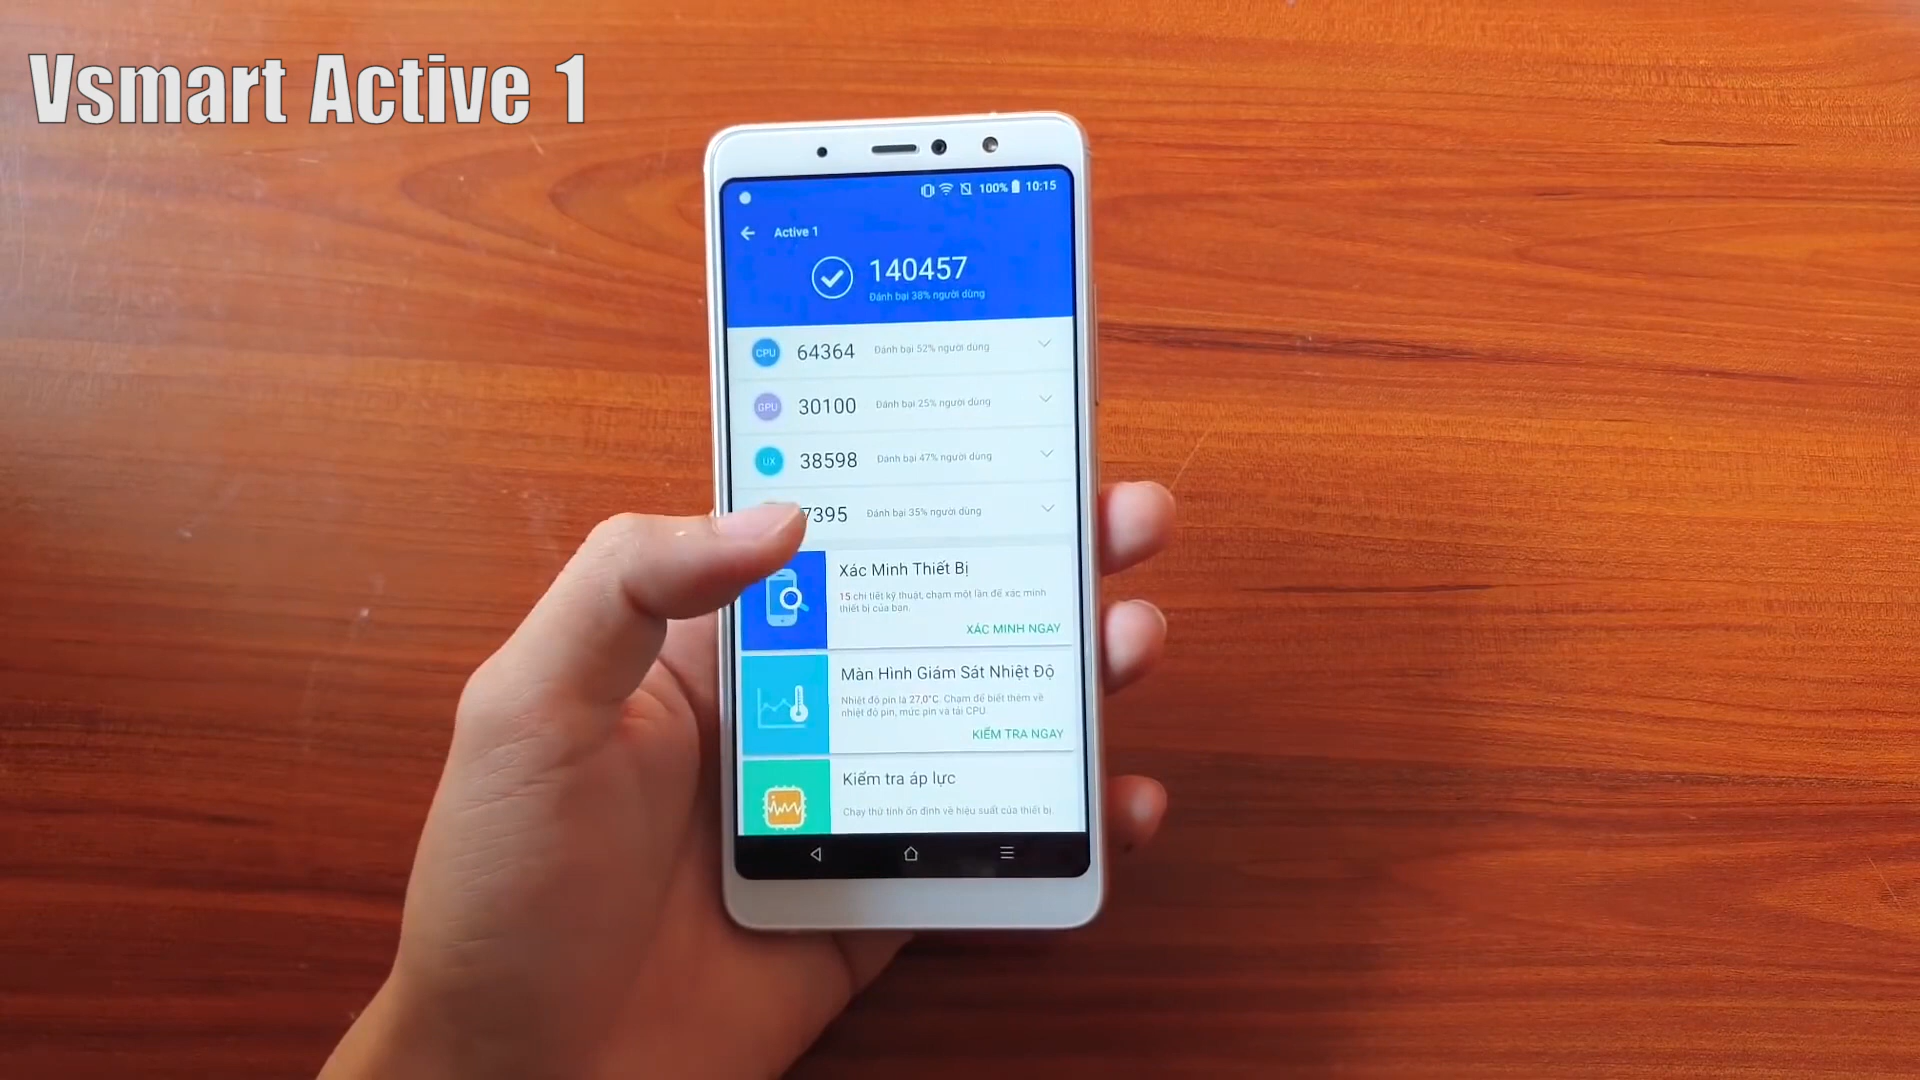 Vsmart Active 1
100% 10:15
Active 1
140457
Đánh bại 38% người dùng
CPU 64364 Đánh bại 52% người dùng
GPU 30100 Đánh bại 25% người dùng
UX 38598 Đánh bại 47% người dùng
7395 Đánh bại 35% người dùng
Xác Minh Thiết Bị
15 chi tiết kỹ thuật, chạm một lần để xác minh
thiết bị của bạn.
XÁC MINH NGAY
Màn Hình Giám Sát Nhiệt Độ
Nhiệt độ pin là 27,0°C. Chạm để biết thêm về
nhiệt độ pin, mức pin và tải CPU
KIỂM TRA NGAY
Kiểm tra áp lực
Chạy thử tính ổn định về hiệu suất của thiết bị.